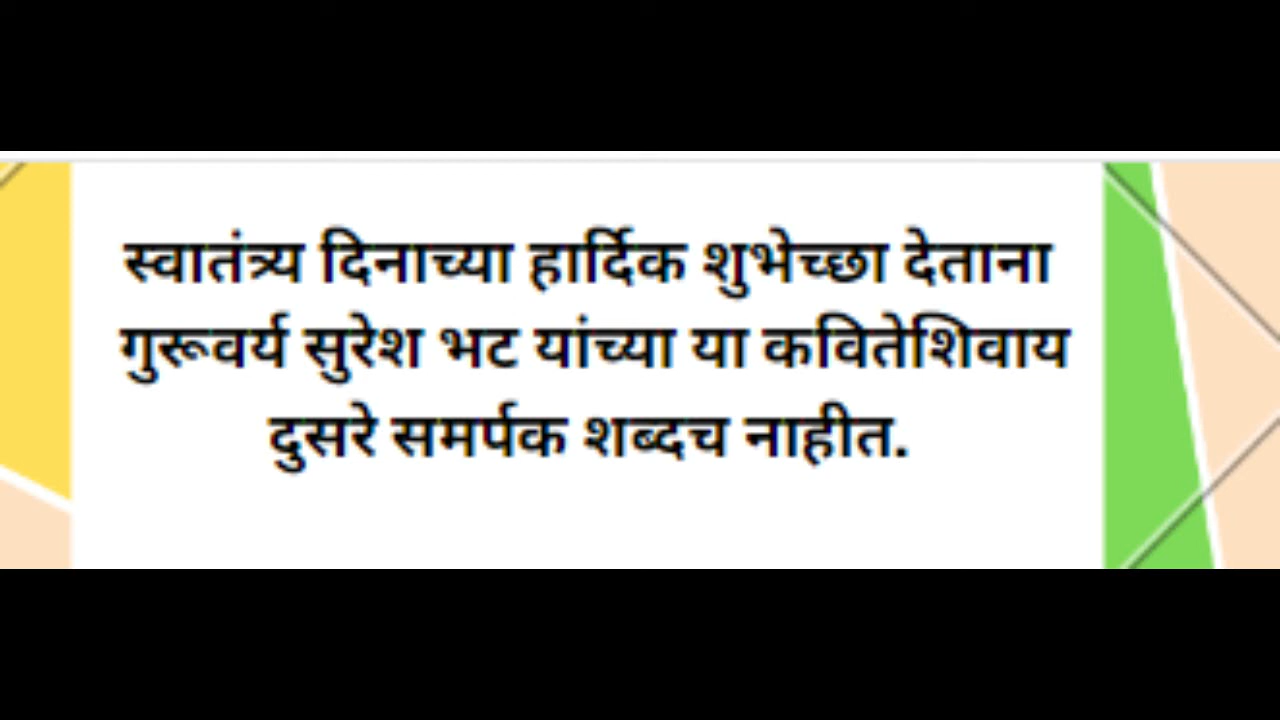 स्वातंत्र्य दिनाच्या हार्दिक शुभेच्छा देताना
गुरूवर्य सुरेश भट यांच्या या कवितेशिवाय
दुसरे समर्पक शब्दच नाहीत.